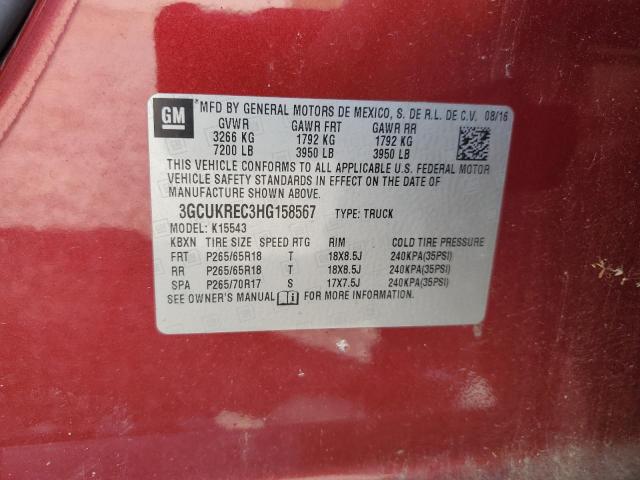 GM
*MFD BY GENERAL MOTORS DE MEXICO, S. DE R.L. DE C.V. 08/16
GVWR GAWR FRT GAWR RR
3266 KG 1792 KG 1792 KG
7200 LB 3950 LB 3950 LB
THIS VEHICLE CONFORMS TO ALL APPLICABLE U.S. FEDERAL MOTOR
VEHICLE SAFETY STANDARDS IN EFFECT ON THE DATE OF
MANUFACTURE SHOWN ABOVE.
3GCUKREC3HG158567 TYPE: TRUCK
MODEL: K15543
KBXN TIRE SIZE SPEED RTG RIM COLD TIRE PRESSURE
FRT P265/65R18 T 18X8.5J 240KPA(35PSI)
RR P265/65R18 T 18X8.5J 240KPA(35PSI)
SPA P265/70R17 S 17X7.5J 240KPA(35PSI)
SEE OWNER'S MANUAL FOR MORE INFORMATION.